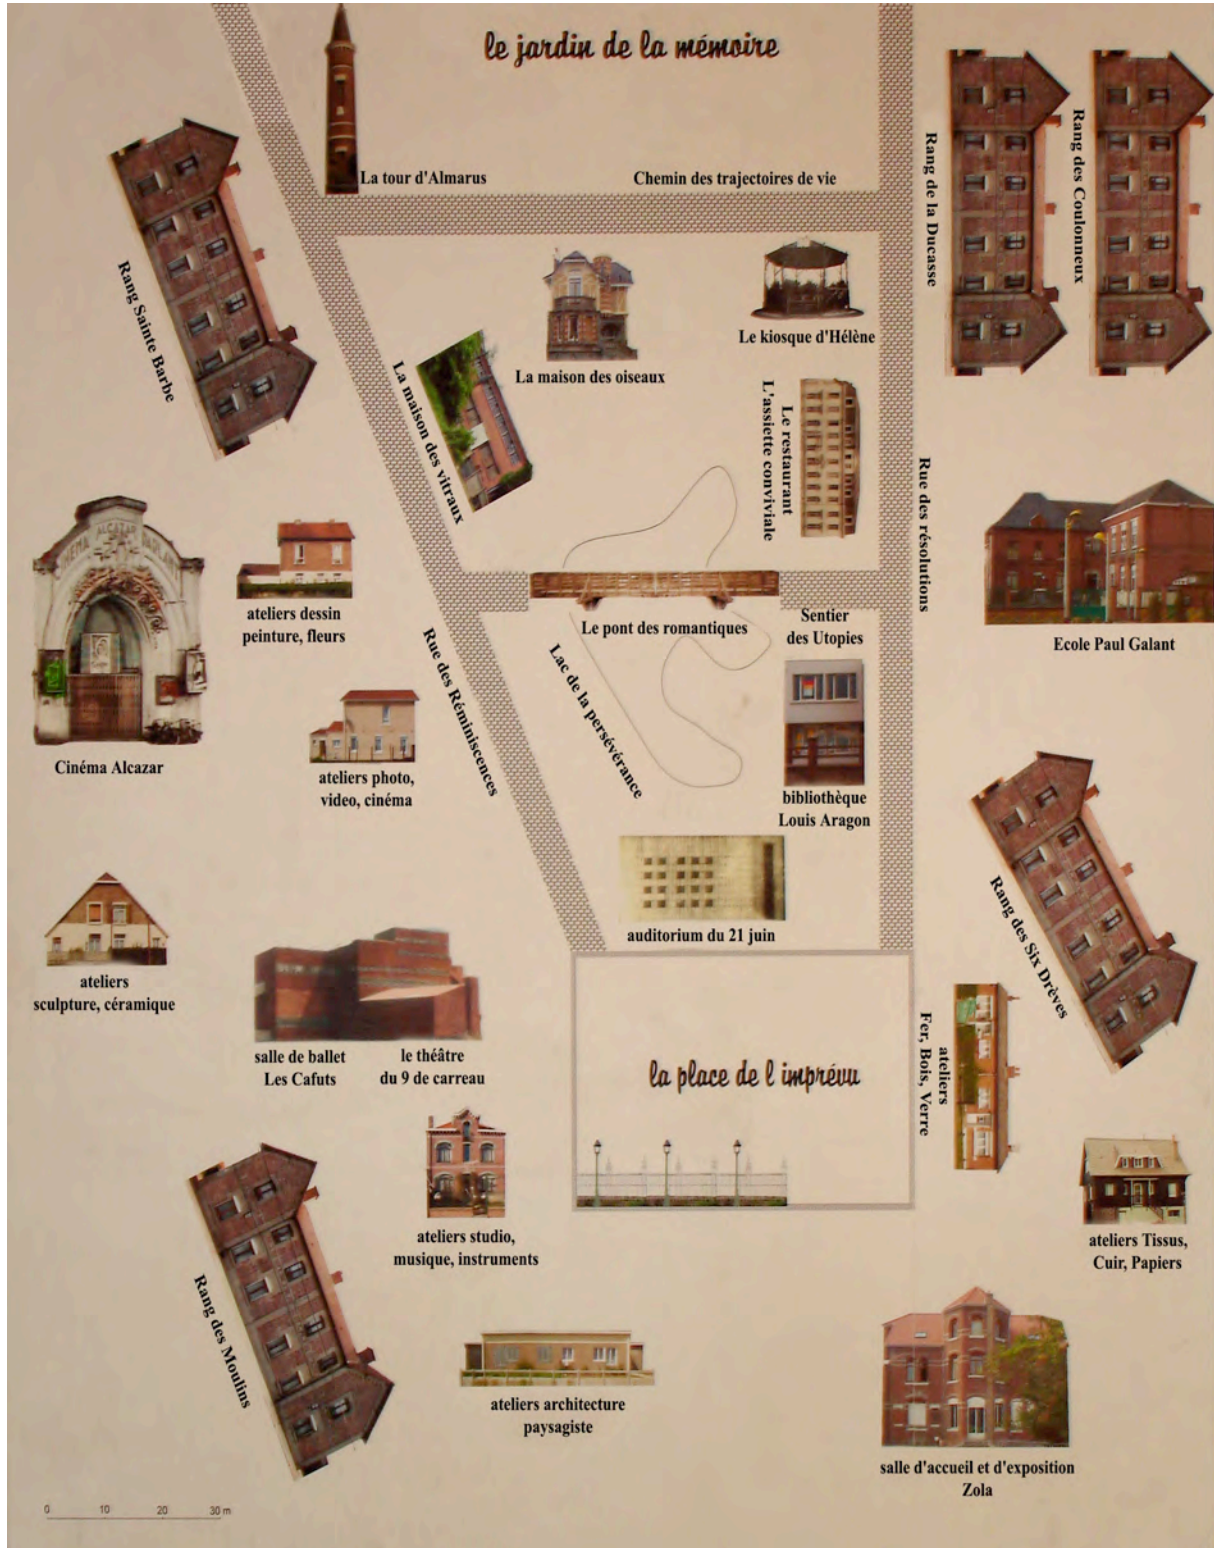 le jardin de la mémoire
La tour d'Almarus
Chemin des trajectoires de vie
Rang de la Ducasse
Rang des Coulonneux
Rang Sainte Barbe
Le kiosque d'Hélène
La maison des oiseaux
La maison des vitraux
Le restaurant
L'assiette conviviale
Rue des résolutions
CINEMA ALCAZAR PARLANT
ateliers dessin
peinture, fleurs
Le pont des romantiques
Sentier
des Utopies
Ecole Paul Galant
Rue des Réminiscences
Lac de la persévérance
Cinéma Alcazar
ateliers photo,
video, cinéma
bibliothèque
Louis Aragon
auditorium du 21 juin
Rang des Six Drèves
ateliers
sculpture, céramique
salle de ballet
Les Cafuts
le théâtre
du 9 de carreau
la place de l imprévu
ateliers
Fer, Bois, Verre
ateliers studio,
musique, instruments
ateliers Tissus,
Cuir, Papiers
Rang des Moulins
ateliers architecture
paysagiste
salle d'accueil et d'exposition
Zola
0 10 20 30 m